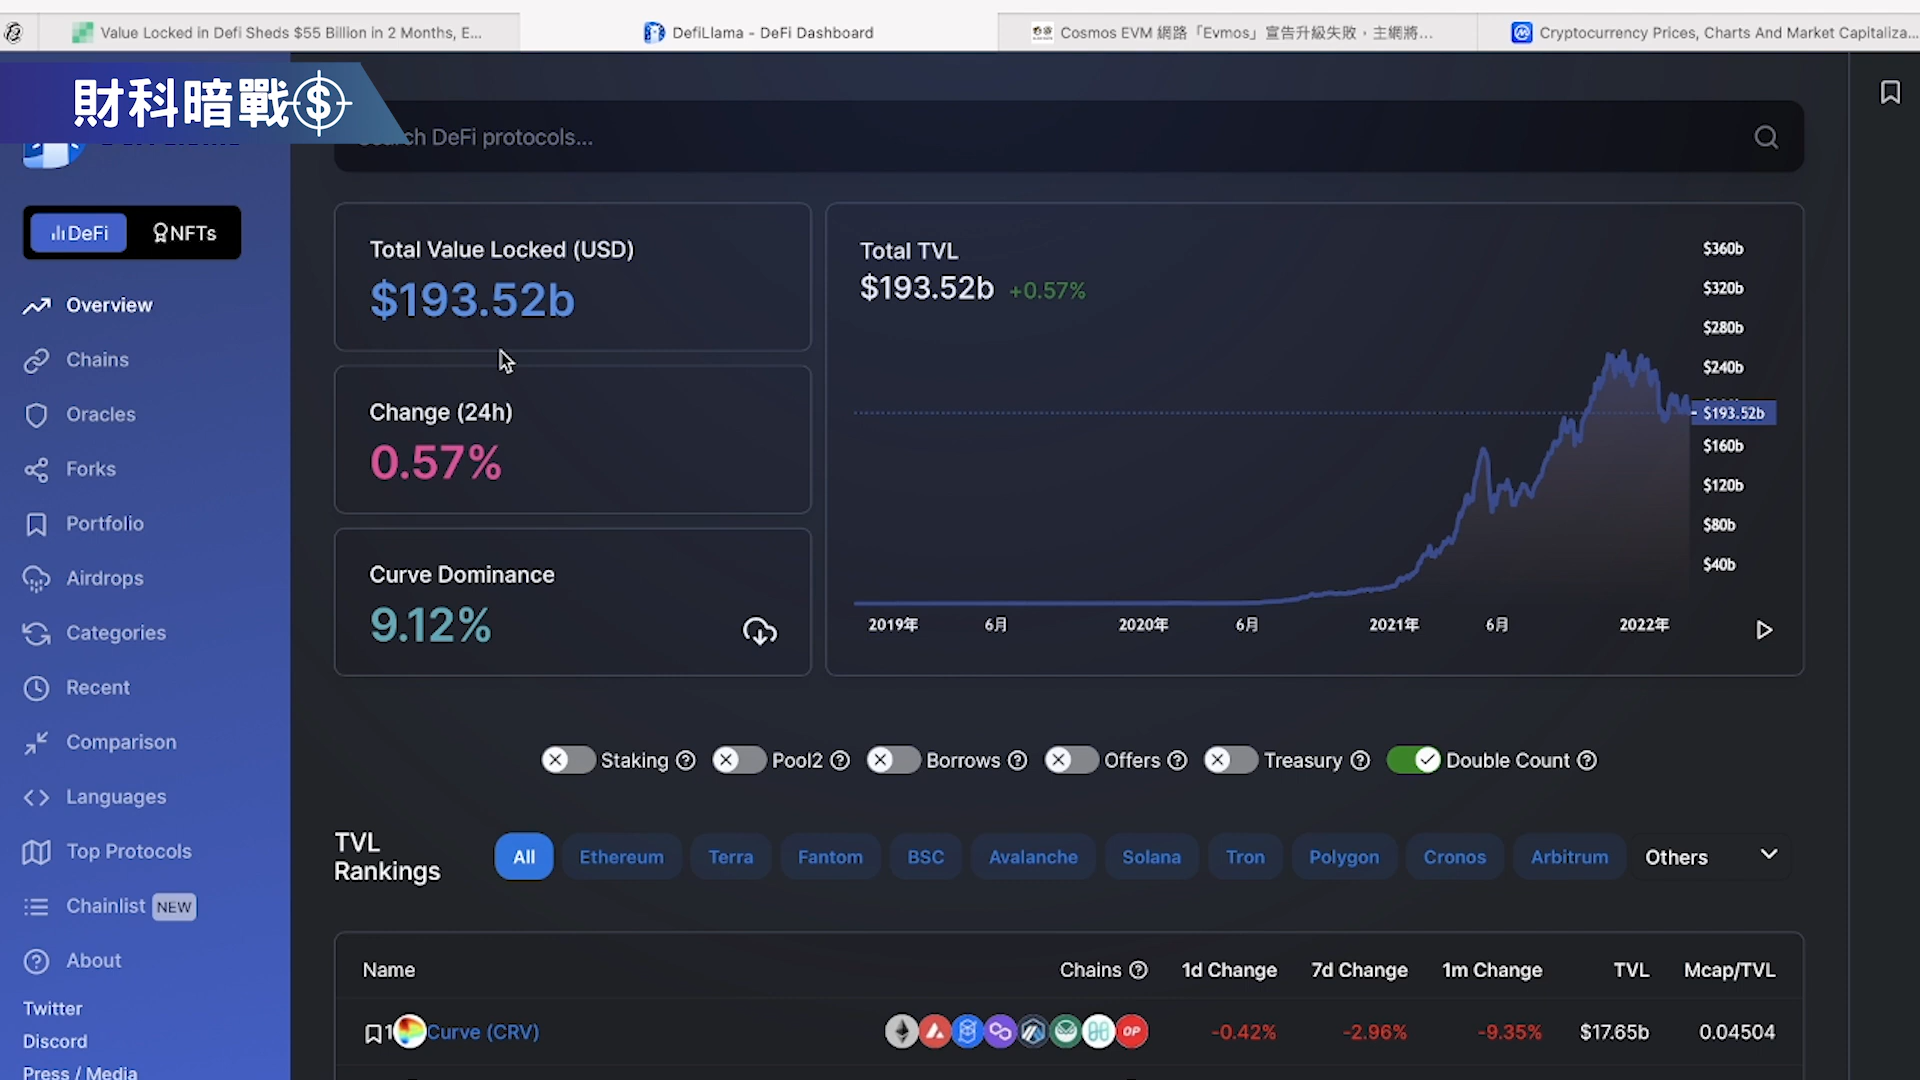 Value Locked in Defi Sheds $55 Billion in 2 Months, E...
DefiLlama - DeFi Dashboard
Cosmos EVM 網路「Evmos」宣告升級失敗，主網將...
Cryptocurrency Prices, Charts And Market Capitaliza...
財科暗戰
DeFi protocols...
DeFi
NFTs
Overview
Chains
Oracles
Forks
Portfolio
Airdrops
Categories
Recent
Comparison
Languages
Top Protocols
Chainlist NEW
About
Twitter
Discord
Press / Media
Total Value Locked (USD)
$193.52b
Change (24h)
0.57%
Curve Dominance
9.12%
Total TVL
$193.52b +0.57%
$360b
$320b
$280b
$240b
$193.52b
$160b
$120b
$80b
$40b
2019年 6月 2020年 6月 2021年 6月 2022年
Staking Pool2 Borrows Offers Treasury Double Count
TVL
Rankings
All Ethereum Terra Fantom BSC Avalanche Solana Tron Polygon Cronos Arbitrum Others
Name Chains 1d Change 7d Change 1m Change TVL Mcap/TVL
1 Curve (CRV) OP -0.42% -2.96% -9.35% $17.65b 0.04504